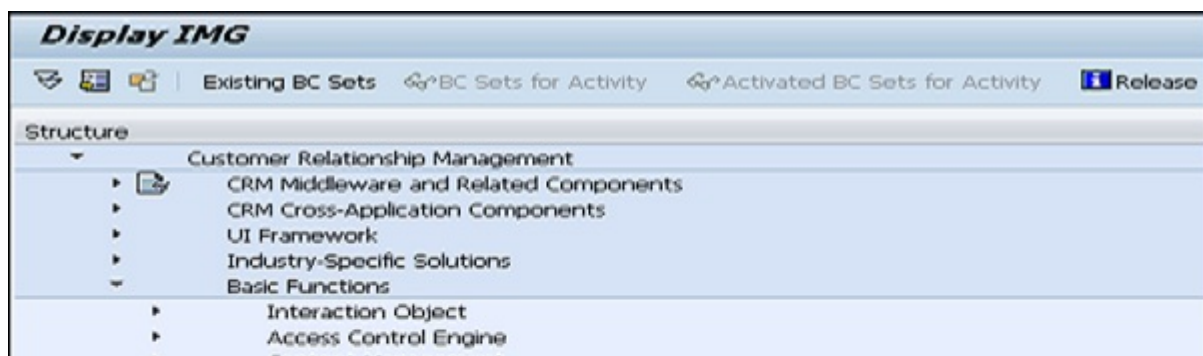 Display IMG
Existing BC Sets BC Sets for Activity Activated BC Sets for Activity Release
Structure
Customer Relationship Management
CRM Middleware and Related Components
CRM Cross-Application Components
UI Framework
Industry-Specific Solutions
Basic Functions
Interaction Object
Access Control Engine